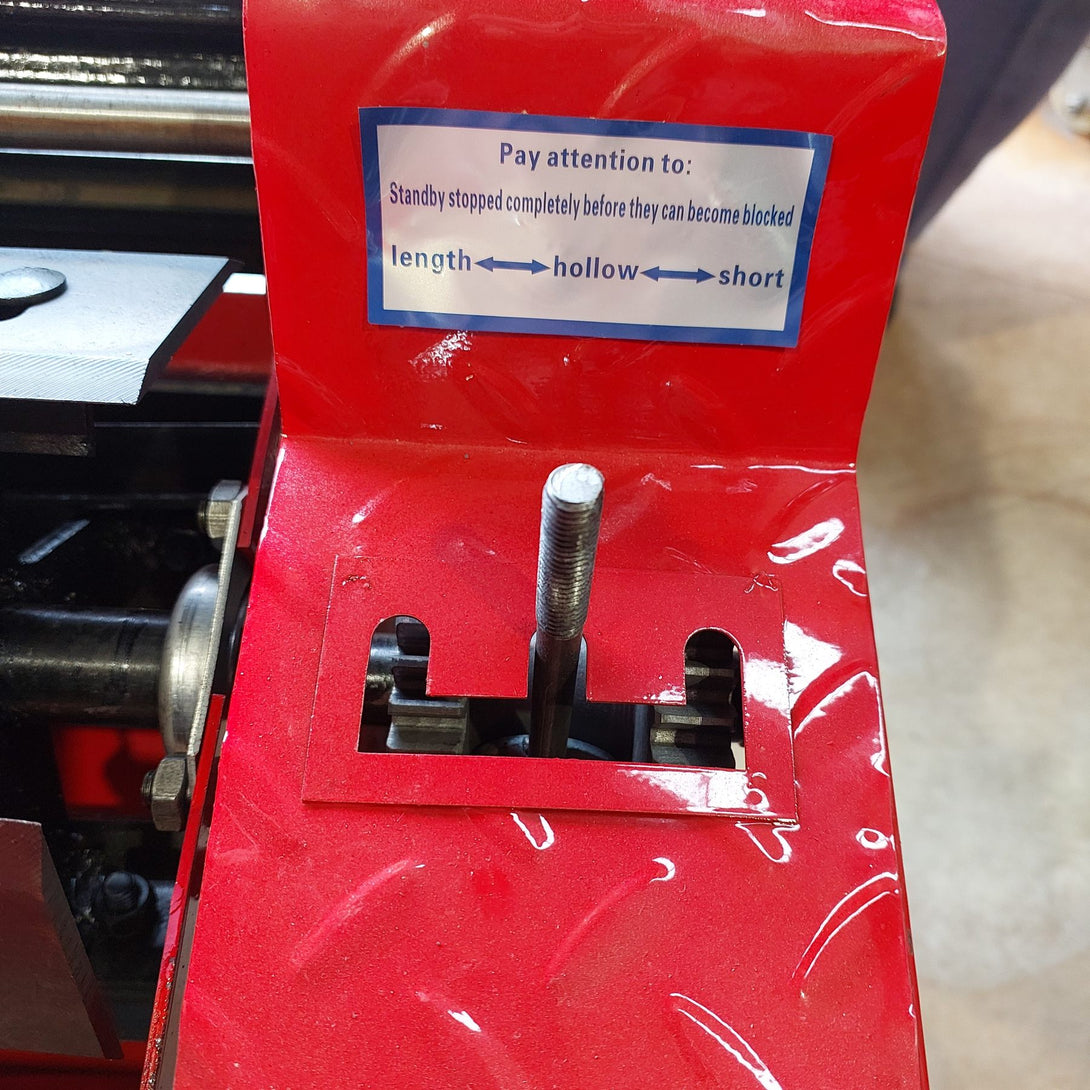 Pay attention to:
Standby stopped completely before they can become blocked
length↔hollow↔short